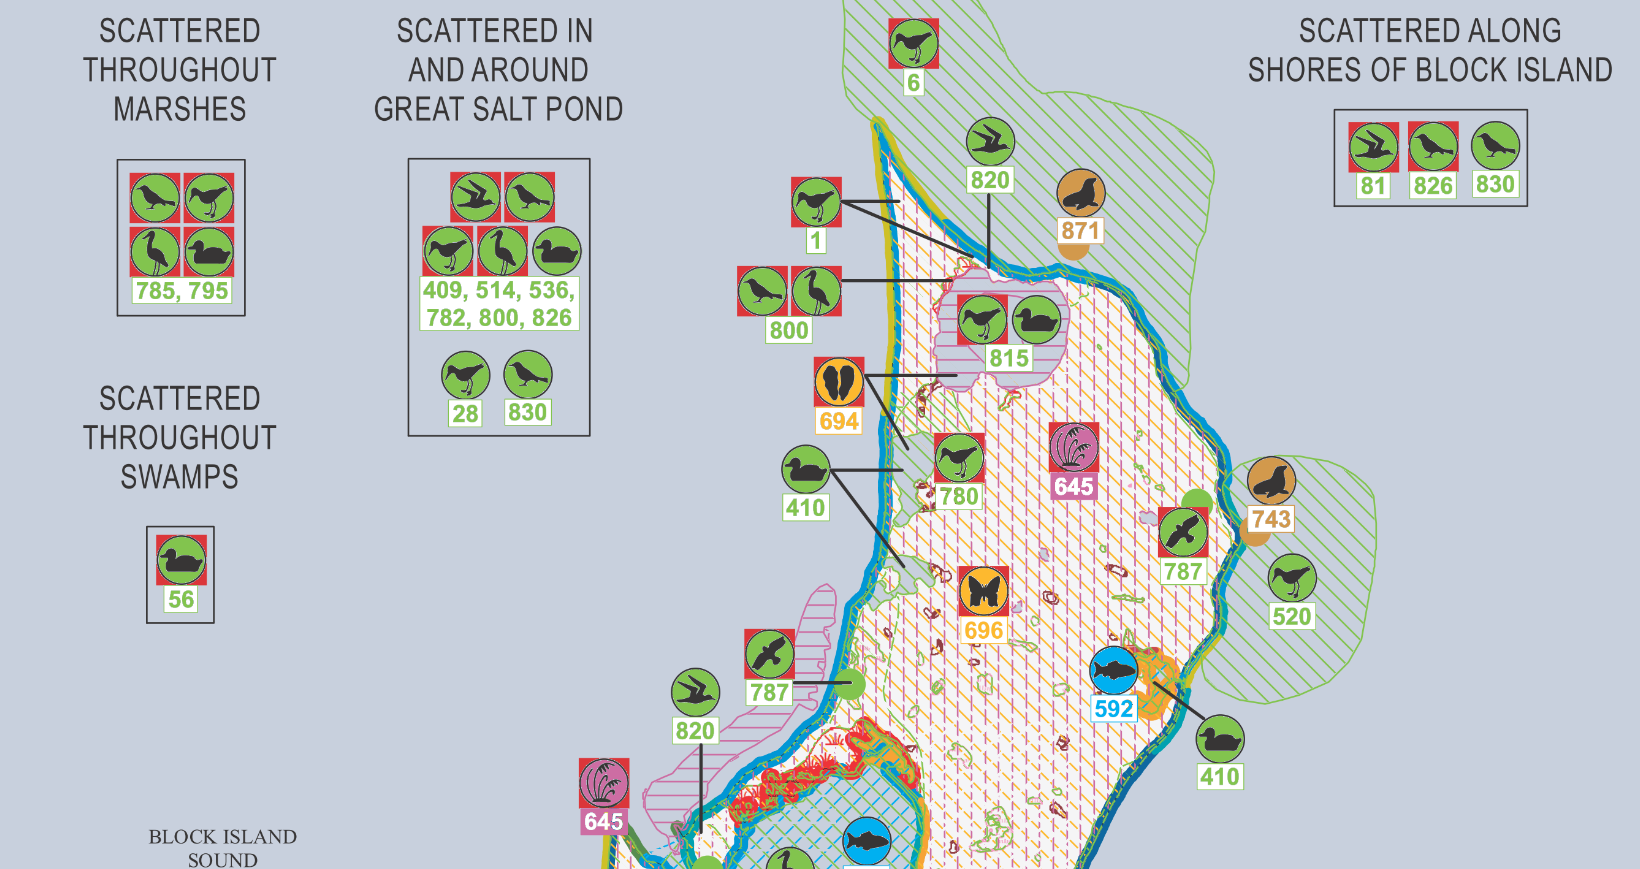 SCATTERED
THROUGHOUT
MARSHES
785, 795
SCATTERED IN
AND AROUND
GREAT SALT POND
409, 514, 536,
782, 800, 826
28
830
SCATTERED
THROUGHOUT
SWAMPS
56
SCATTERED ALONG
SHORES OF BLOCK ISLAND
81
826
830
6
820
871
1
800
815
694
780
645
410
743
787
520
696
787
592
820
410
645
BLOCK ISLAND
SOUND